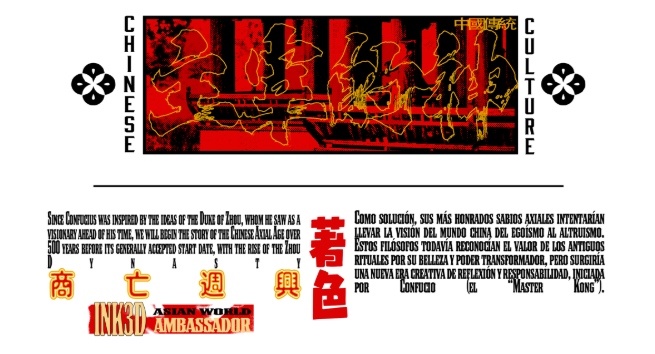 CHINESE
中國傳統
CULTURE
Since Confucius was inspired by the ideas of the Duke of Zhou, whom he saw as a
visionary ahead of his time, we will begin the story of the Chinese Axial Age over
500 years before its generally accepted start date, with the rise of the Zhou
Dynasty
商亡週興
INK3D ASIAN WORLD
AMBASSADOR
著色
Como solución, sus más honrados sabios axiales intentarían
llevar la visión del mundo china del egoísmo al altruismo.
Estos filósofos todavía reconocían el valor de los antiguos
rituales por su belleza y poder transformador, pero surgiría
una nueva era creativa de reflexión y responsabilidad, iniciada
por Confucio (el "Master Kong").